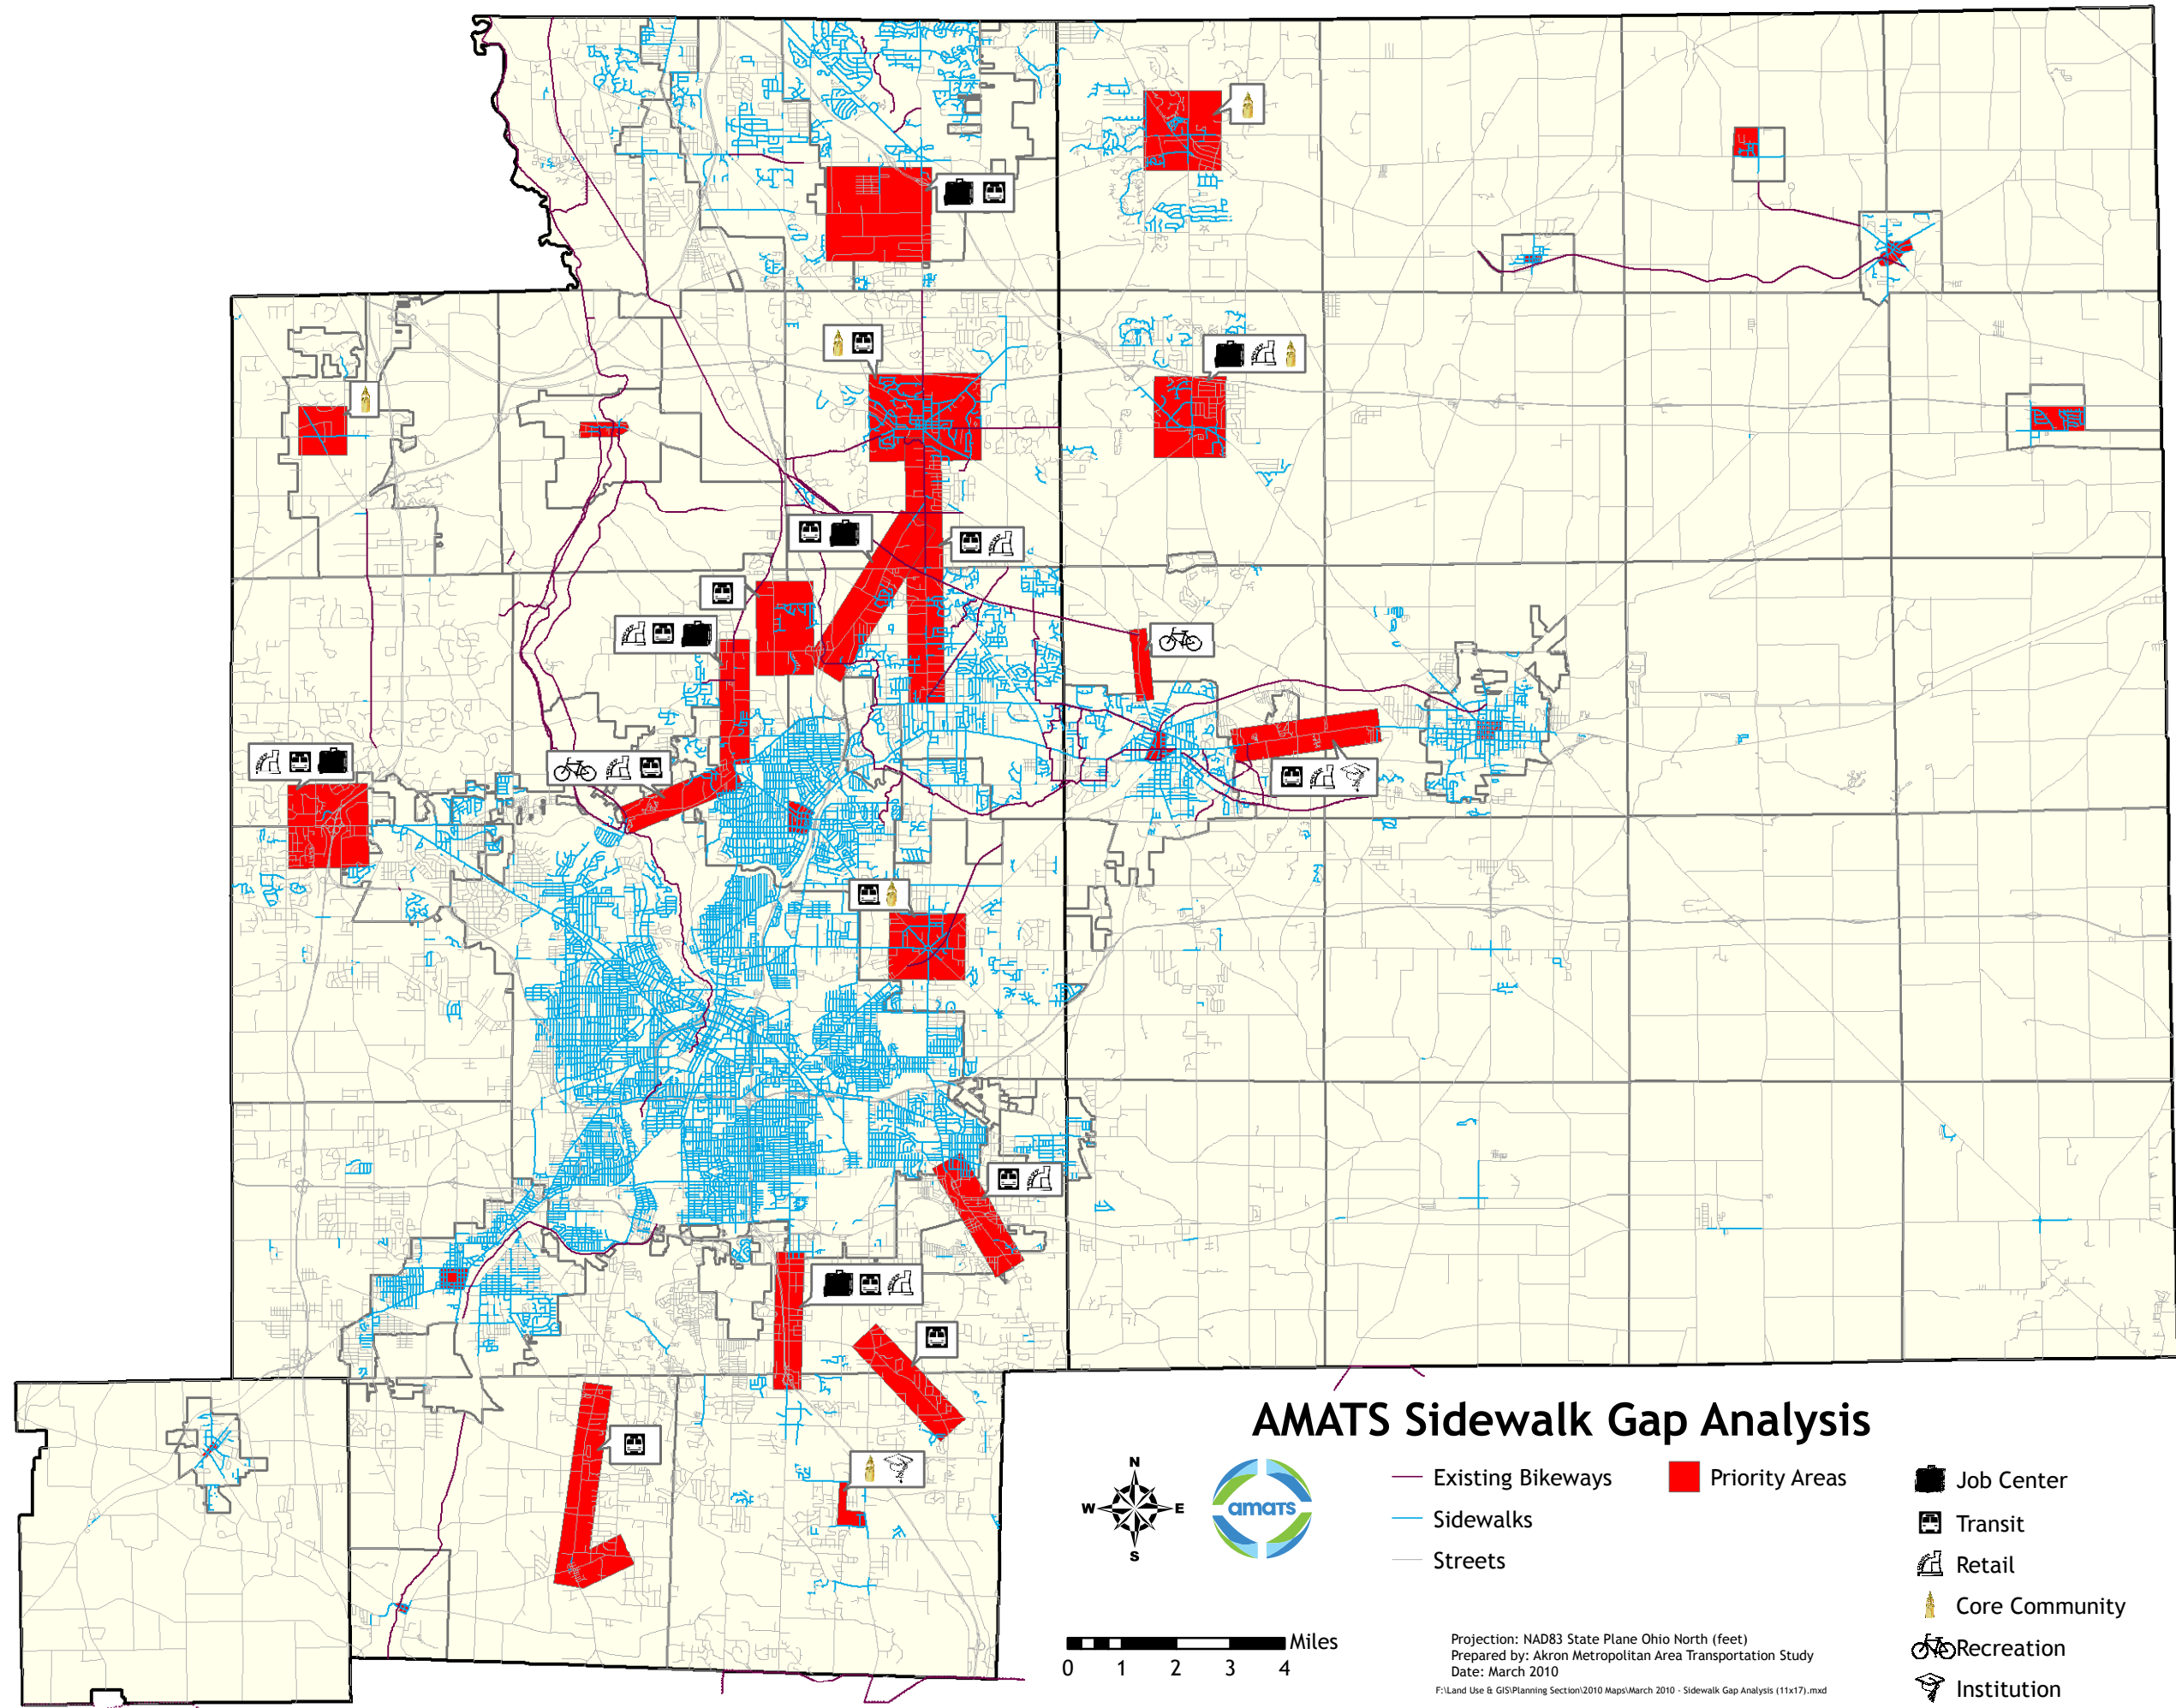 AMATS Sidewalk Gap Analysis
N
W
E
S
amats
Existing Bikeways
Sidewalks
Streets
Priority Areas
Job Center
Transit
Retail
Core Community
Recreation
Institution
Miles
0 1 2 3 4
Projection: NAD83 State Plane Ohio North (feet)
Prepared by: Akron Metropolitan Area Transportation Study
Date: March 2010
F:\Land Use & GIS\Planning Section\2010 Maps\March 2010 - Sidewalk Gap Analysis (11x17).mxd